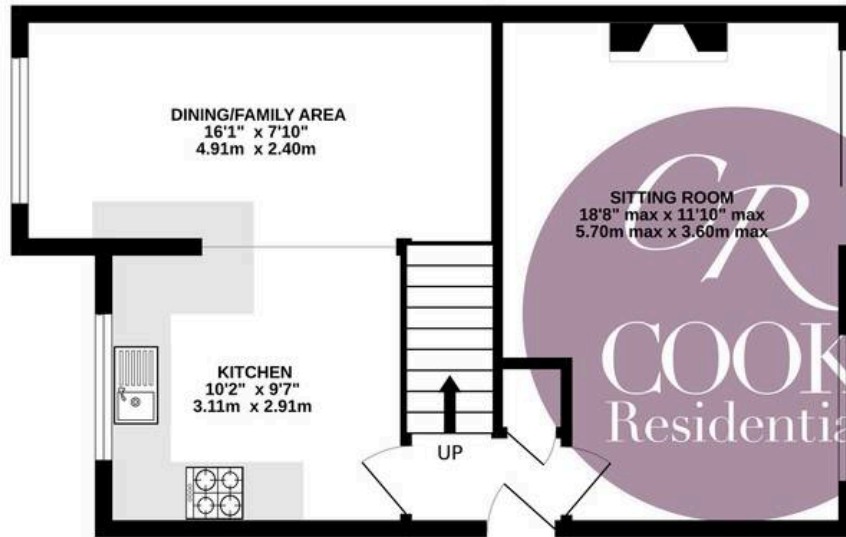 DINING/FAMILY AREA
16'1" x 7'10"
4.91m x 2.40m
SITTING ROOM
18'8" max x 11'10" max
5.70m max x 3.60m max
CR
COOK
Residentia
KITCHEN
10'2" x 9'7"
3.11m x 2.91m
UP